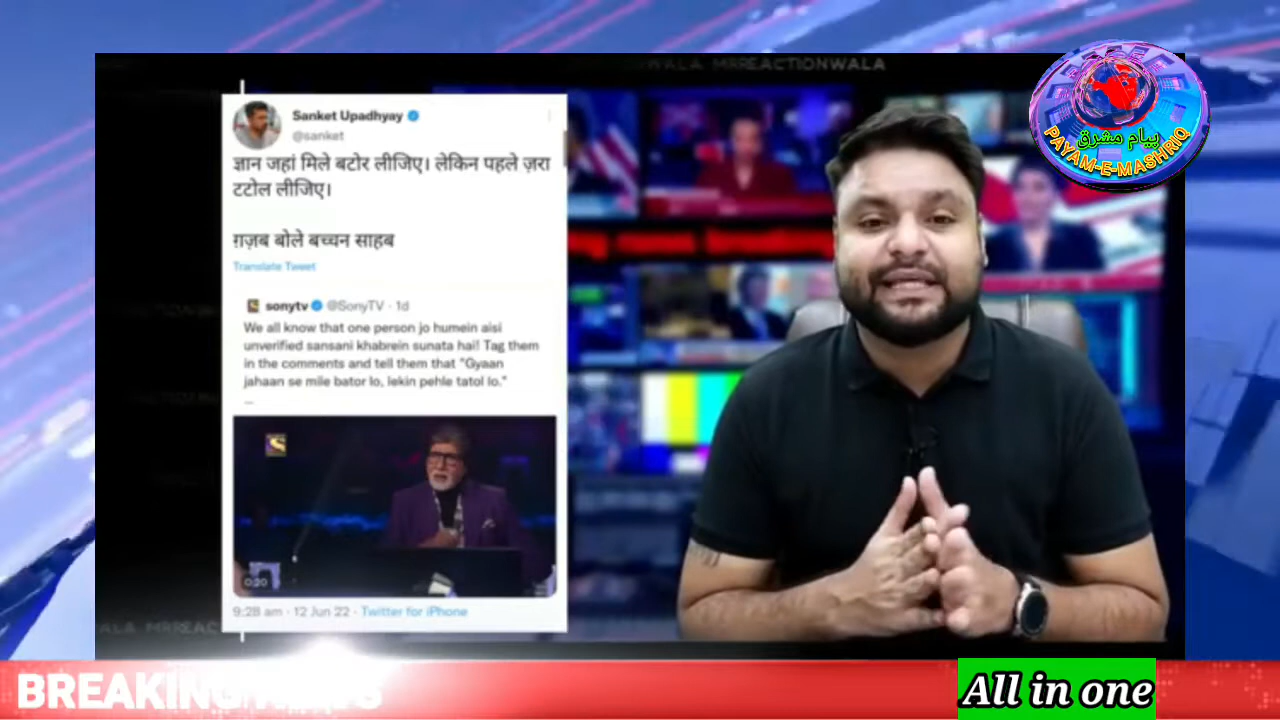 WALA MRREACTIONWALA
پیام مشرق
PAYAM-E-MASHRIQ
Sanket Upadhyay
@sanket
ज्ञान जहां मिले बटोर लीजिए। लेकिन पहले ज़रा
टटोल लीजिए।
ग़ज़ब बोले बच्चन साहब
Translate Tweet
sonytv @SonyTV · 1d
We all know that one person jo humein aisi
unverified sansani khabrein sunata hai! Tag them
in the comments and tell them that "Gyaan
jahaan se mile bator lo, lekin pehle tatol lo."
...
0:20
9:28 am · 12 Jun 22 · Twitter for iPhone
BREAKING NEWS
All in one